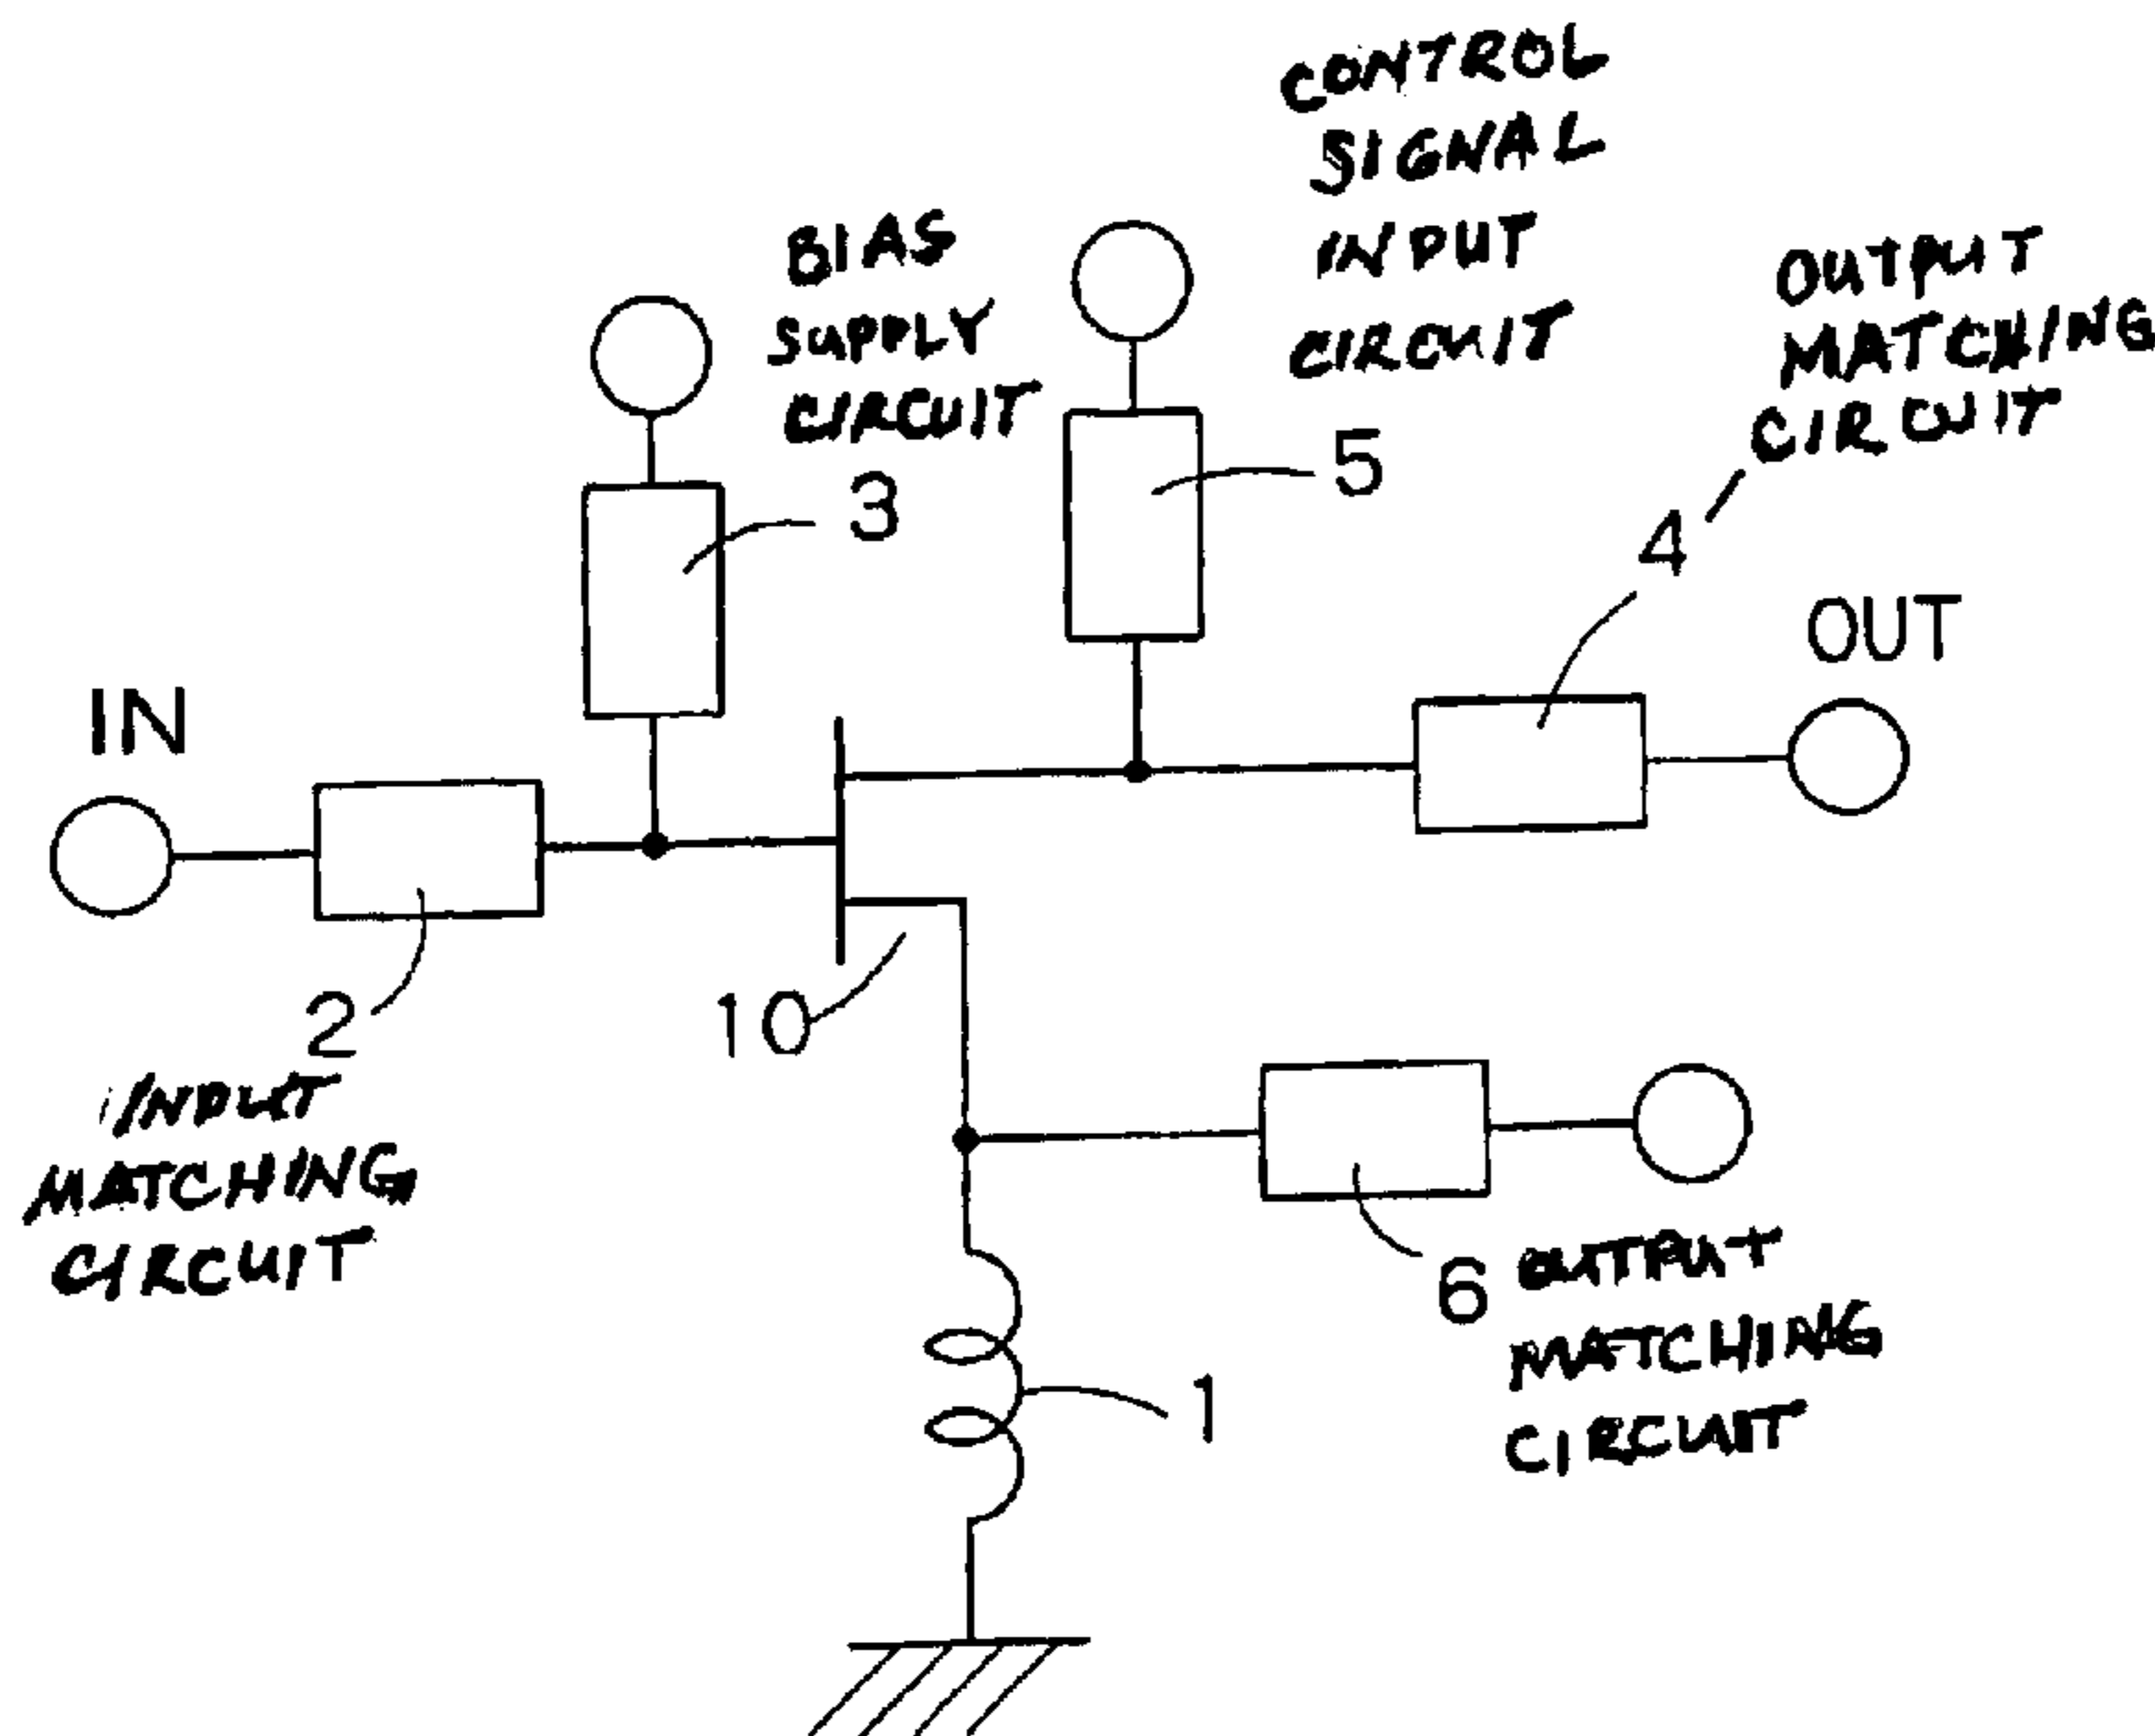 CONTROL
SIGNAL
INPUT
CIRCUIT
BIAS
SUPPLY
CIRCUIT
OUTPUT
MATCHING
CIRCUIT
3
5
4
OUT
IN
2
INPUT
MATCHING
CIRCUIT
10
6 OUTPUT
MATCHING
CIRCUIT
1